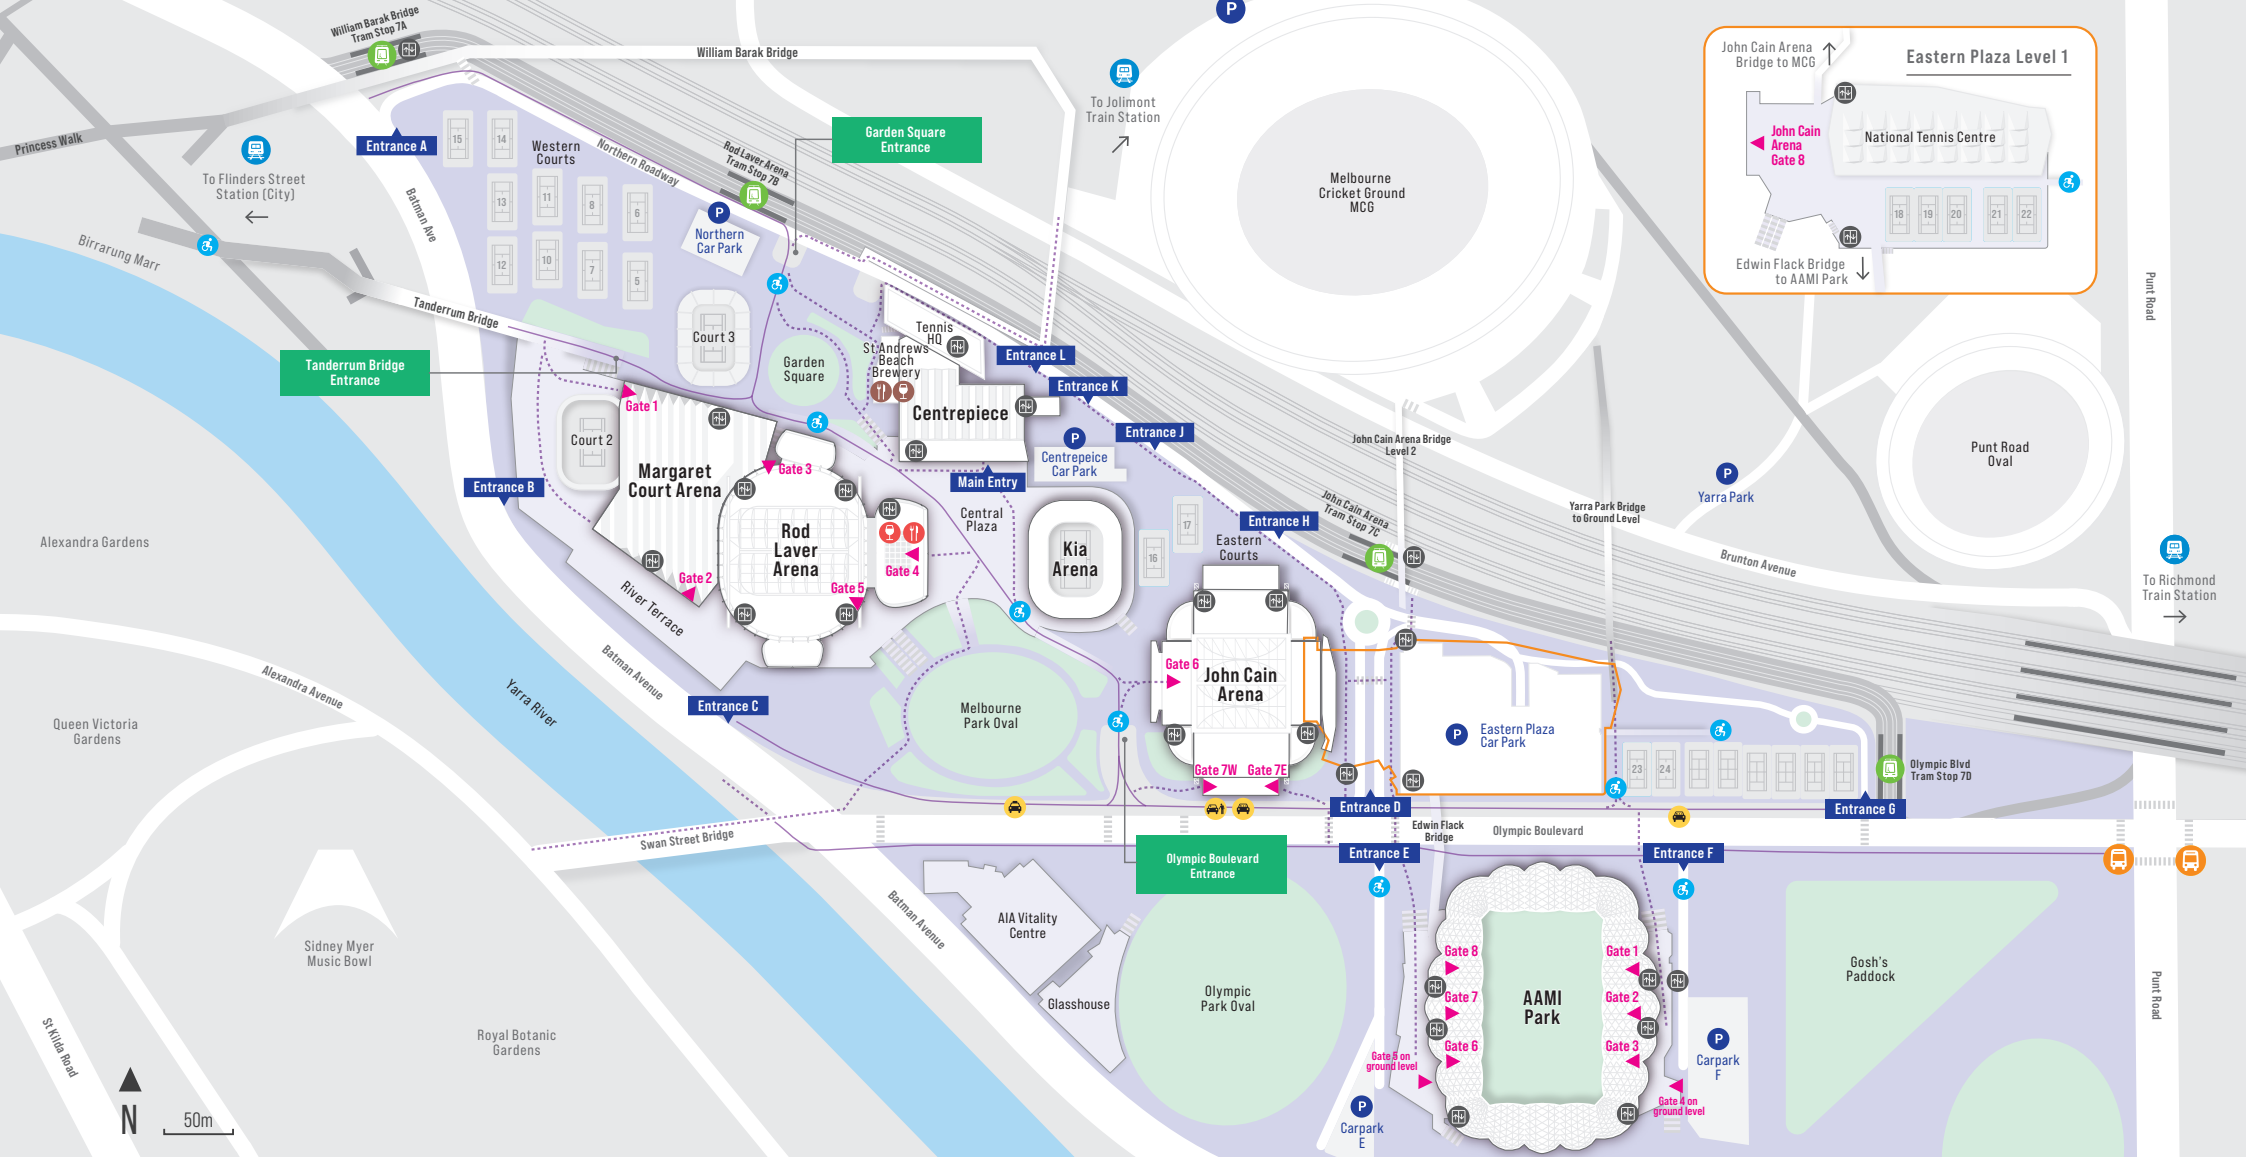 William Barak Bridge
Tram Stop 7A
William Barak Bridge
P
To Jolimont
Train Station
John Cain Arena
Bridge to MCG
Eastern Plaza Level 1
John Cain
Arena
Gate 8
National Tennis Centre
18
19
20
21
22
Edwin Flack Bridge
to AAMI Park
Princess Walk
Entrance A
15
14
Western
Courts
13
11
8
6
12
10
7
5
Northern Roadway
Rod Laver Arena
Tram Stop 7B
Garden Square
Entrance
Melbourne
Cricket Ground
MCG
To Flinders Street
Station (City)
Batman Ave
P
Northern
Car Park
Birrarung Marr
Tanderrum Bridge
Court 3
Tennis
HQ
St Andrews
Beach
Brewery
Garden
Square
Entrance L
Entrance K
Entrance J
Tanderrum Bridge
Entrance
Gate 1
Centrepiece
P
Centrepeice
Car Park
John Cain Arena Bridge
Level 2
Punt Road
Punt Road
Oval
Court 2
Margaret
Court Arena
Gate 3
Main Entry
P
Yarra Park
Entrance B
Central
Plaza
John Cain Arena
Tram Stop 7C
Yarra Park Bridge
to Ground Level
17
16
Entrance H
Eastern
Courts
Rod
Laver
Arena
Kia
Arena
Brunton Avenue
Alexandra Gardens
Gate 4
Gate 2
Gate 5
River Terrace
To Richmond
Train Station
Batman Avenue
Alexandra Avenue
Yarra River
Entrance C
Gate 6
John Cain
Arena
Melbourne
Park Oval
Queen Victoria
Gardens
P
Eastern Plaza
Car Park
23
24
Olympic Blvd
Tram Stop 7D
Gate 7W
Gate 7E
Entrance D
Entrance G
Swan Street Bridge
Edwin Flack
Bridge
Olympic Boulevard
Olympic Boulevard
Entrance
Entrance E
Entrance F
Batman Avenue
AIA Vitality
Centre
Sidney Myer
Music Bowl
Glasshouse
Olympic
Park Oval
Gate 8
Gate 7
Gate 6
AAMI
Park
Gate 1
Gate 2
Gate 3
Gosh's
Paddock
Punt Road
Royal Botanic
Gardens
St Kilda Road
Gate 5 on
ground level
Gate 4 on
ground level
P
Carpark
F
P
Carpark
E
N
50m